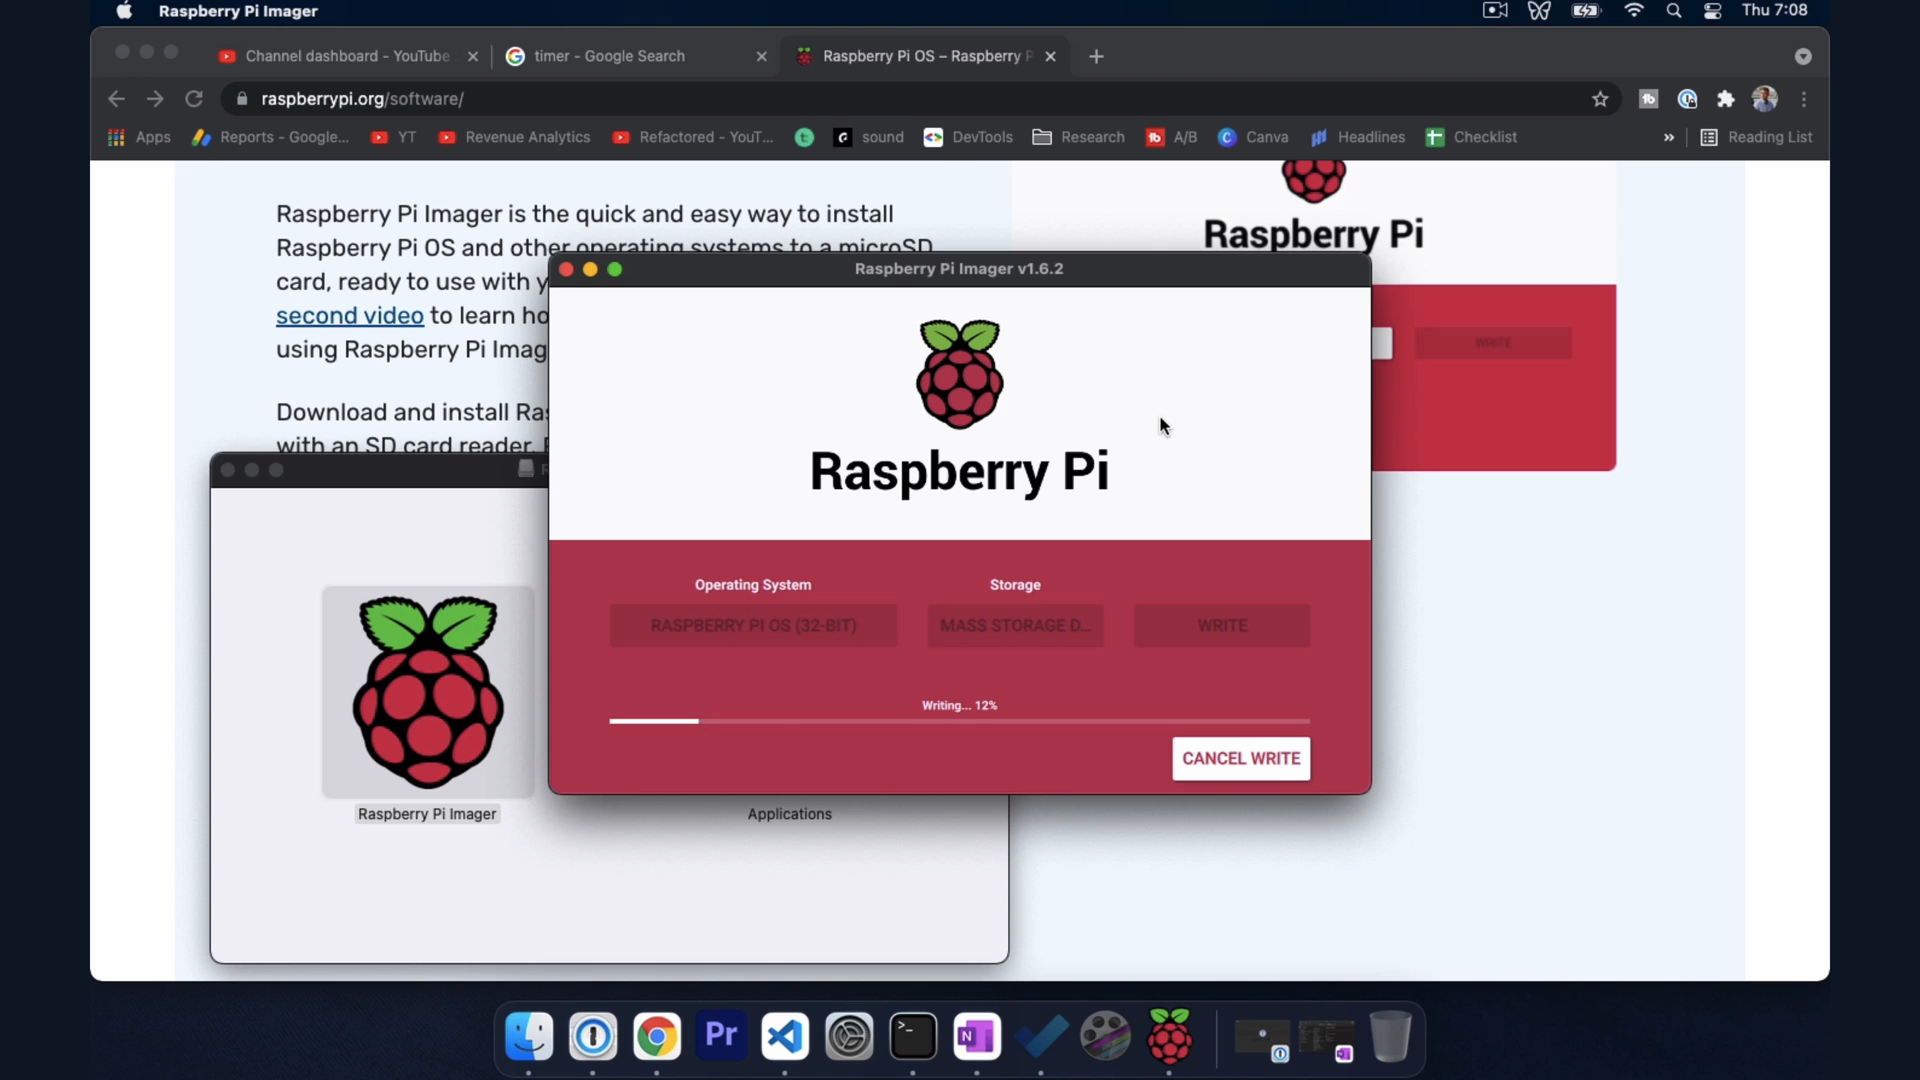 Raspberry Pi Imager
Thu 7:08
Channel dashboard - YouTube
timer - Google Search
Raspberry Pi OS – Raspberry P
raspberrypi.org/software/
Apps
Reports - Google...
YT
Revenue Analytics
Refactored - YouT...
sound
DevTools
Research
A/B
Canva
Headlines
Checklist
»
Reading List
Raspberry Pi Imager is the quick and easy way to install
Raspberry Pi OS and other operating systems to a microSD
card, ready to use with y
second video to learn ho
using Raspberry Pi Imag
Download and install Ras
with an SD card reader.
Raspberry Pi
WRITE
Raspberry Pi Imager v1.6.2
Raspberry Pi
Operating System
Storage
RASPBERRY PI OS (32-BIT)
MASS STORAGE D...
WRITE
Writing... 12%
CANCEL WRITE
Raspberry Pi Imager
Applications
Pr
N